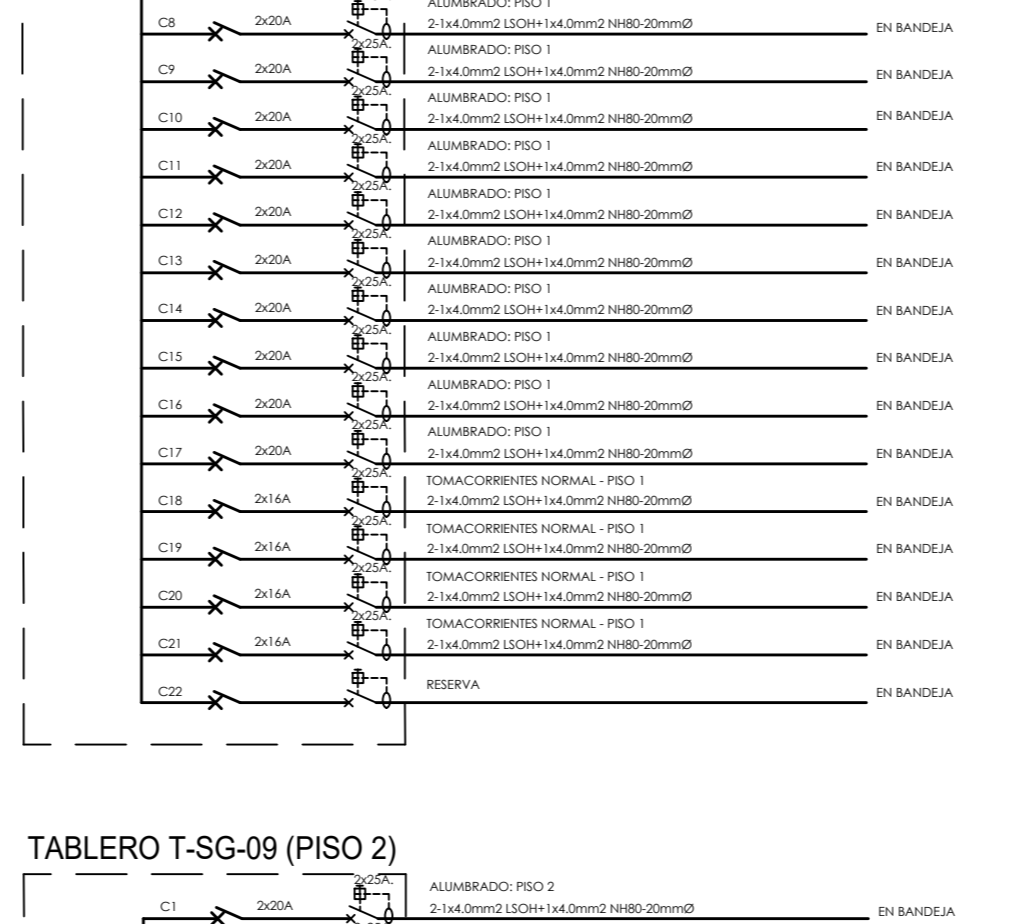 ALUMBRADO: PISO 1
C8 2x20A 2-1x4.0mm2 LSOH+1x4.0mm2 NH80-20mmØ EN BANDEJA
2x25A. ALUMBRADO: PISO 1
C9 2x20A 2-1x4.0mm2 LSOH+1x4.0mm2 NH80-20mmØ EN BANDEJA
2x25A. ALUMBRADO: PISO 1
C10 2x20A 2-1x4.0mm2 LSOH+1x4.0mm2 NH80-20mmØ EN BANDEJA
2x25A. ALUMBRADO: PISO 1
C11 2x20A 2-1x4.0mm2 LSOH+1x4.0mm2 NH80-20mmØ EN BANDEJA
2x25A. ALUMBRADO: PISO 1
C12 2x20A 2-1x4.0mm2 LSOH+1x4.0mm2 NH80-20mmØ EN BANDEJA
2x25A. ALUMBRADO: PISO 1
C13 2x20A 2-1x4.0mm2 LSOH+1x4.0mm2 NH80-20mmØ EN BANDEJA
2x25A. ALUMBRADO: PISO 1
C14 2x20A 2-1x4.0mm2 LSOH+1x4.0mm2 NH80-20mmØ EN BANDEJA
2x25A. ALUMBRADO: PISO 1
C15 2x20A 2-1x4.0mm2 LSOH+1x4.0mm2 NH80-20mmØ EN BANDEJA
2x25A. ALUMBRADO: PISO 1
C16 2x20A 2-1x4.0mm2 LSOH+1x4.0mm2 NH80-20mmØ EN BANDEJA
2x25A. ALUMBRADO: PISO 1
C17 2x20A 2-1x4.0mm2 LSOH+1x4.0mm2 NH80-20mmØ EN BANDEJA
2x25A. TOMACORRIENTES NORMAL - PISO 1
C18 2x16A 2-1x4.0mm2 LSOH+1x4.0mm2 NH80-20mmØ EN BANDEJA
2x25A. TOMACORRIENTES NORMAL - PISO 1
C19 2x16A 2-1x4.0mm2 LSOH+1x4.0mm2 NH80-20mmØ EN BANDEJA
2x25A. TOMACORRIENTES NORMAL - PISO 1
C20 2x16A 2-1x4.0mm2 LSOH+1x4.0mm2 NH80-20mmØ EN BANDEJA
2x25A. TOMACORRIENTES NORMAL - PISO 1
C21 2x16A 2-1x4.0mm2 LSOH+1x4.0mm2 NH80-20mmØ EN BANDEJA
C22 RESERVA EN BANDEJA
TABLERO T-SG-09 (PISO 2)
2x25A. ALUMBRADO: PISO 2
C1 2x20A 2-1x4.0mm2 LSOH+1x4.0mm2 NH80-20mmØ EN BANDEJA